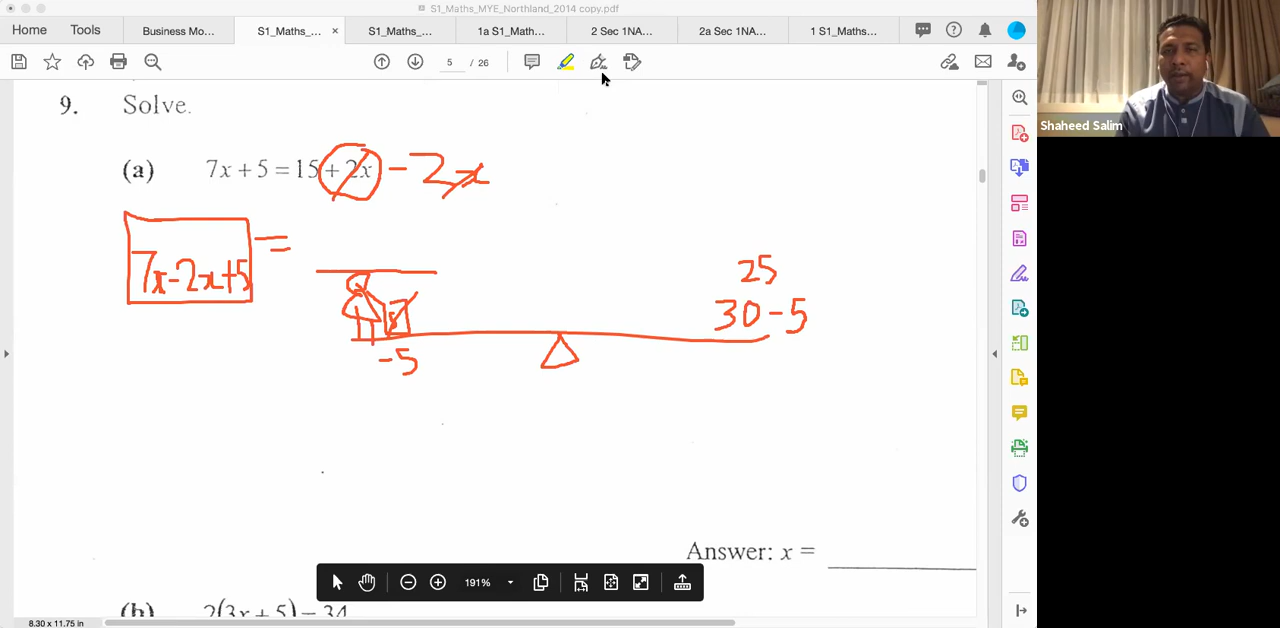 S1_Maths_MYE_Northland_2014 copy.pdf
Home Tools Business Mo... S1_Maths_... × S1_Maths_... 1a S1_Maths... 2 Sec 1NA... 2a Sec 1NA... 1 S1_Maths...
5 / 26
Shaheed Salim
9. Solve.
(a) 7x + 5 = 15 + 2x - 2x
7x-2x+5 =
25
5 30-5
-5
Answer: x =
191%
(b) 2(3x + 5) = 34
8.30 x 11.75 in